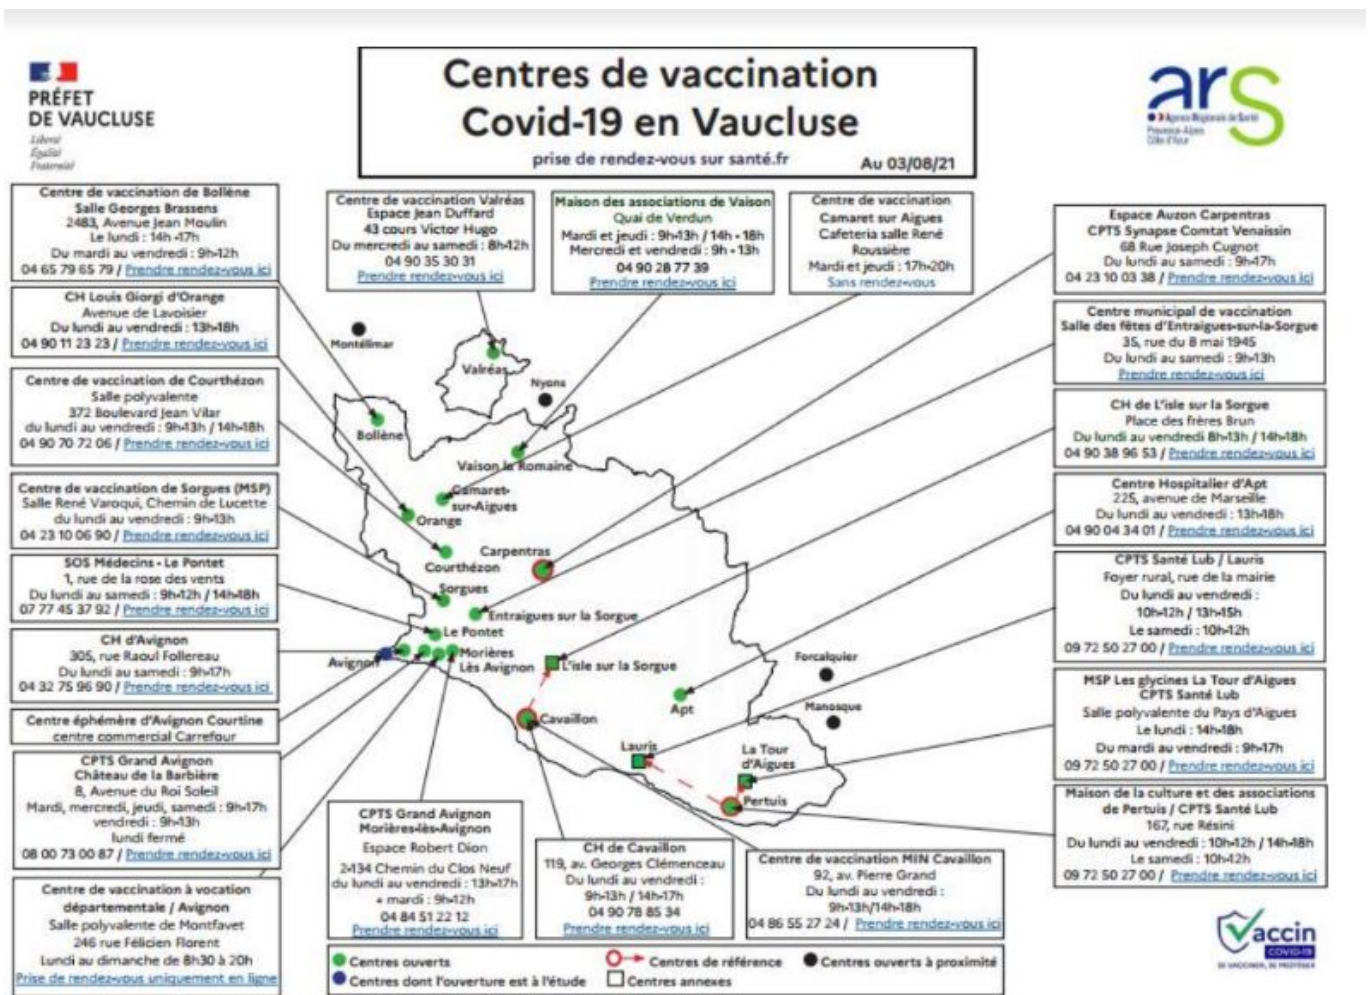 PRÉFET
DE VAUCLUSE
Liberté
Égalité
Fraternité
Centres de vaccination
Covid-19 en Vaucluse
prise de rendez-vous sur santé.fr
Au 03/08/21
ars
Agence Régionale de Santé
Provence-Alpes
Côte d'Azur
Centre de vaccination de Bollène
Salle Georges Brassens
2483, Avenue Jean Moulin
Le lundi : 14h -17h
Du mardi au vendredi : 9h-12h
04 65 79 65 79 / Prendre rendez-vous ici
CH Louis Giorgi d'Orange
Avenue de Lavoisier
Du lundi au vendredi : 13h-18h
04 90 11 23 23 / Prendre rendez-vous ici
Centre de vaccination de Courthézon
Salle polyvalente
372 Boulevard Jean Vilar
du lundi au vendredi : 9h-13h / 14h-18h
04 90 70 72 06 / Prendre rendez-vous ici
Centre de vaccination de Sorgues (MSP)
Salle René Varoqui, Chemin de Lucette
du lundi au vendredi : 9h-13h
04 23 10 06 90 / Prendre rendez-vous ici
SOS Médecins - Le Pontet
1, rue de la rose des vents
Du lundi au samedi : 9h-12h / 14h-18h
07 77 45 37 92 / Prendre rendez-vous ici
CH d'Avignon
305, rue Raoul Follereau
Du lundi au samedi : 9h-17h
04 32 75 96 90 / Prendre rendez-vous ici
Centre éphémère d'Avignon Courtine
centre commercial Carrefour
CPTS Grand Avignon
Château de la Barbière
8, Avenue du Roi Soleil
Mardi, mercredi, jeudi, samedi : 9h-17h
vendredi : 9h-13h
lundi fermé
08 00 73 00 87 / Prendre rendez-vous ici
Centre de vaccination à vocation
départementale / Avignon
Salle polyvalente de Montfavet
246 rue Félicien Florent
Lundi au dimanche de 8h30 à 20h
Prise de rendez-vous uniquement en ligne
Centre de vaccination Valréas
Espace Jean Duffard
43 cours Victor Hugo
Du mercredi au samedi : 8h-12h
04 90 35 30 31
Prendre rendez-vous ici
Maison des associations de Vaison
Quai de Verdun
Mardi et jeudi : 9h-13h / 14h - 18h
Mercredi et vendredi : 9h - 13h
04 90 28 77 39
Prendre rendez-vous ici
Centre de vaccination
Camaret sur Aigues
Cafeteria salle René
Roussière
Mardi et jeudi : 17h-20h
Sans rendez-vous
Montélimar
Valréas
Nyons
Bollène
Vaison la Romaine
Camaret-
sur-Aigues
Orange
Carpentras
Courthézon
Sorgues
Entraigues sur la Sorgue
Le Pontet
Avignon
Morières
Lès Avignon
L'isle sur la Sorgue
Forcalquier
Apt
Manosque
Cavaillon
Lauris
La Tour
d'Aigues
Pertuis
CPTS Grand Avignon
Morières-lès-Avignon
Espace Robert Dion
2-134 Chemin du Clos Neuf
du lundi au vendredi : 13h-17h
+ mardi : 9h-12h
04 84 51 22 12
Prendre rendez-vous ici
CH de Cavaillon
119, av. Georges Clémenceau
Du lundi au vendredi :
9h-13h / 14h-17h
04 90 78 85 34
Prendre rendez-vous ici
Centre de vaccination MIN Cavaillon
92, av. Pierre Grand
Du lundi au vendredi :
9h-13h/14h-18h
04 86 55 27 24 / Prendre rendez-vous ici
Espace Auzon Carpentras
CPTS Synapse Comtat Venaissin
68 Rue Joseph Cugnot
Du lundi au samedi : 9h-17h
04 23 10 03 38 / Prendre rendez-vous ici
Centre municipal de vaccination
Salle des fêtes d'Entraigues-sur-la-Sorgue
35, rue du 8 mai 1945
Du lundi au samedi : 9h-13h
Prendre rendez-vous ici
CH de L'isle sur la Sorgue
Place des frères Brun
Du lundi au vendredi 8h-13h / 14h-18h
04 90 38 96 53 / Prendre rendez-vous ici
Centre Hospitalier d'Apt
225, avenue de Marseille
Du lundi au vendredi : 13h-18h
04 90 04 34 01 / Prendre rendez-vous ici
CPTS Santé Lub / Lauris
Foyer rural, rue de la mairie
Du lundi au vendredi :
10h-12h / 13h-15h
Le samedi : 10h-12h
09 72 50 27 00 / Prendre rendez-vous ici
MSP Les glycines La Tour d'Aigues
CPTS Santé Lub
Salle polyvalente du Pays d'Aigues
Le lundi : 14h-18h
Du mardi au vendredi : 9h-17h
09 72 50 27 00 / Prendre rendez-vous ici
Maison de la culture et des associations
de Pertuis / CPTS Santé Lub
167, rue Résini
Du lundi au vendredi : 10h-12h / 14h-18h
Le samedi : 10h-12h
09 72 50 27 00 / Prendre rendez-vous ici
Centres ouverts
Centres de référence
Centres ouverts à proximité
Centres dont l'ouverture est à l'étude
Centres annexes
Vaccin
COVID-19
SE VACCINER, SE PROTÉGER